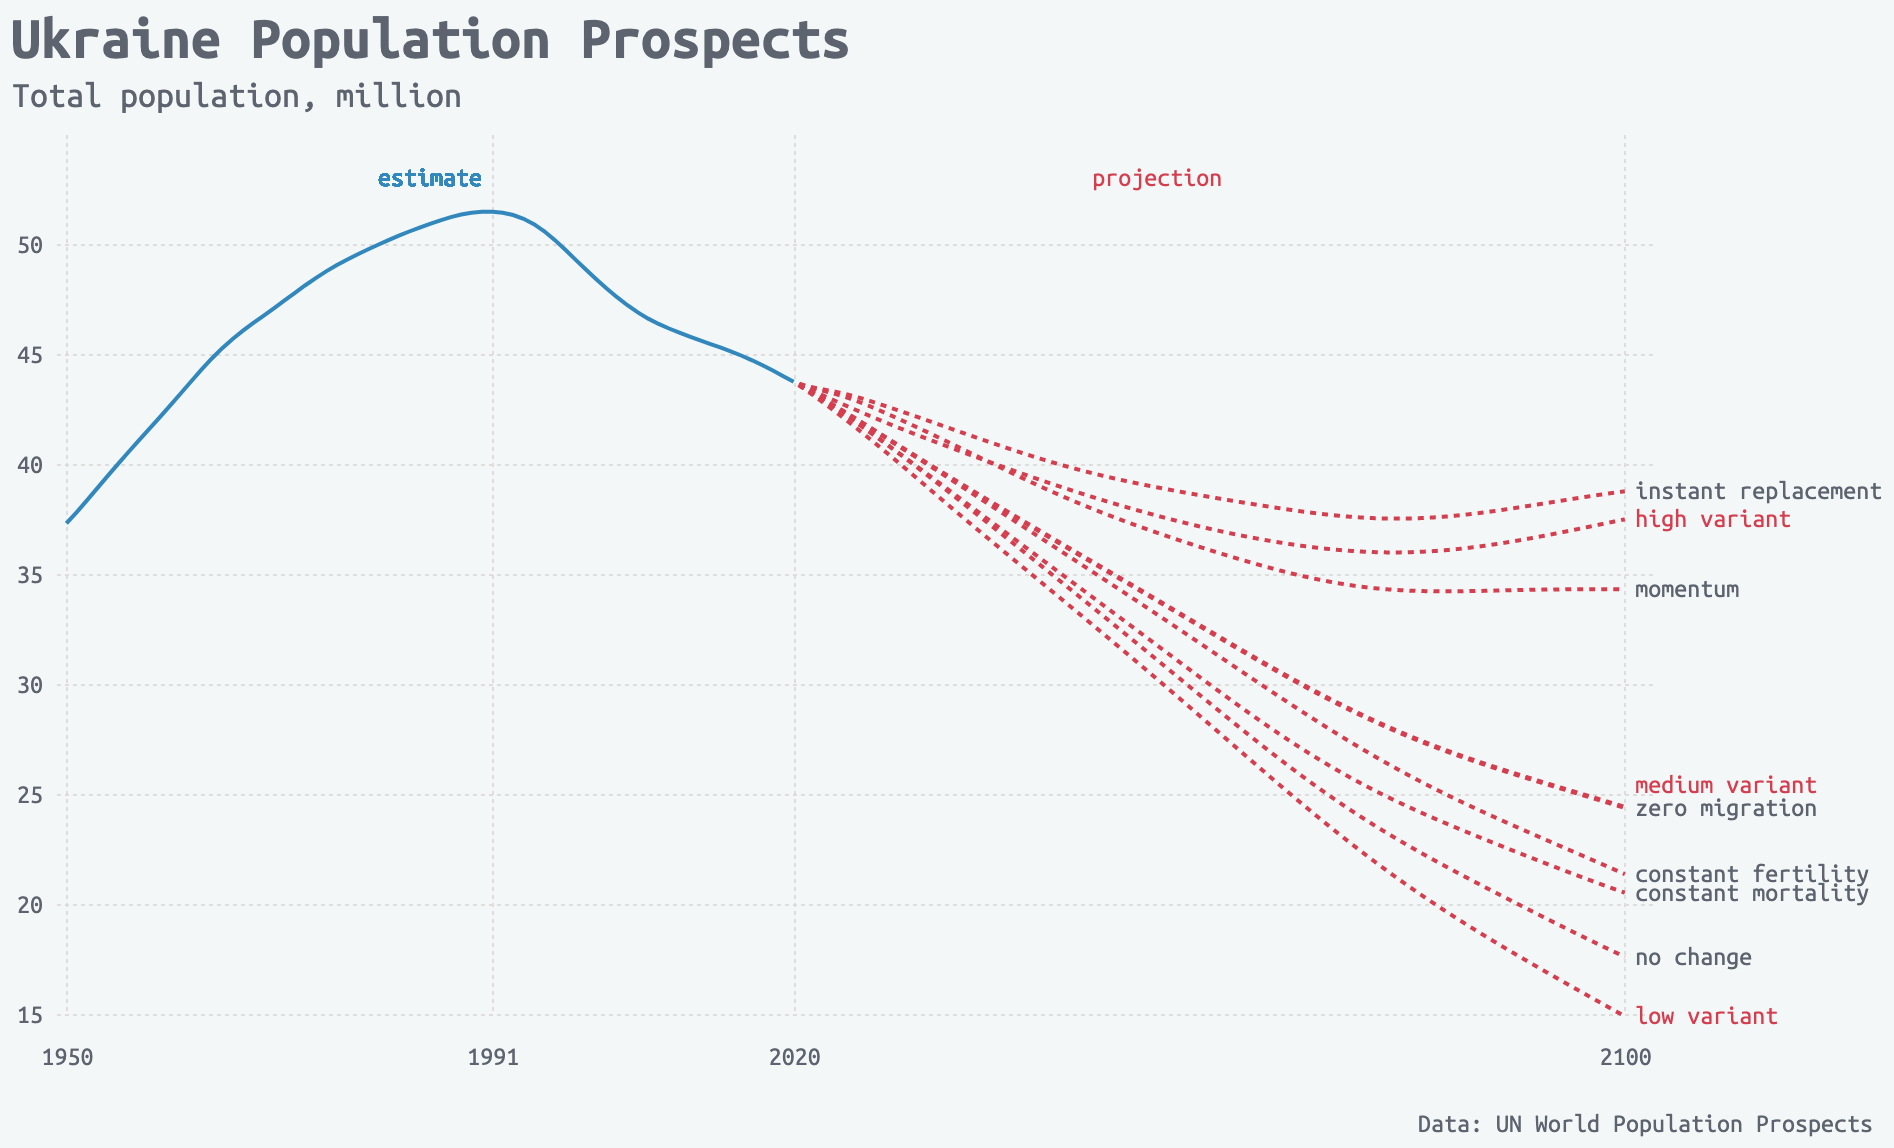 Ukraine Population Prospects
Total population, million
estimate
projection
50
45
40
35
30
25
20
15
instant replacement
high variant
momentum
medium variant
zero migration
constant fertility
constant mortality
no change
low variant
1950 1991 2020 2100
Data: UN World Population Prospects